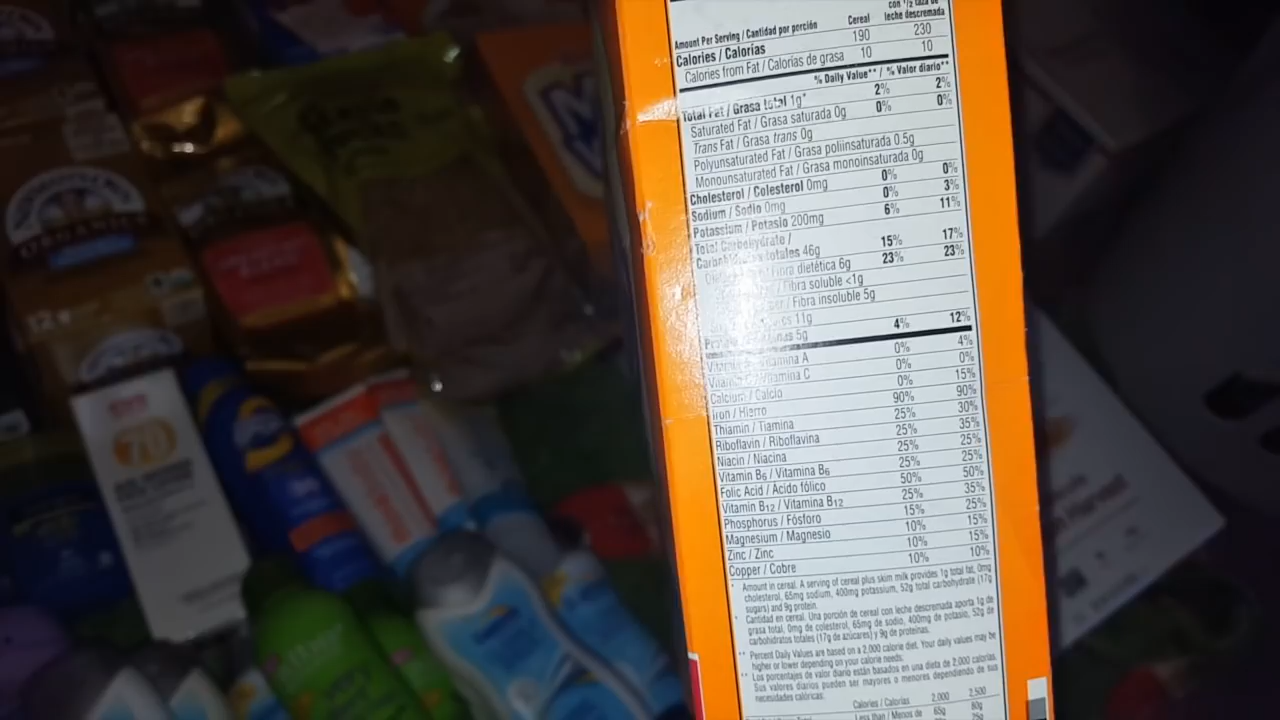 con ½ taza de
Cereal leche descremada
Amount Per Serving / Cantidad por porción
Calories / Calorías 190 230
Calories from Fat / Calorías de grasa 10 10
% Daily Value** / % Valor diario**
Total Fat / Grasa total 1g* 2% 2%
Saturated Fat / Grasa saturada 0g 0% 0%
Trans Fat / Grasa trans 0g
Polyunsaturated Fat / Grasa poliinsaturada 0.5g
Monounsaturated Fat / Grasa monoinsaturada 0g
Cholesterol / Colesterol 0mg 0% 0%
Sodium / Sodio 0mg 0% 3%
Potassium / Potasio 200mg 6% 11%
Total Carbohydrate /
totales 46g 15% 17%
Fibra dietética 6g 23% 23%
/ Fibra soluble <1g
/ Fibra insoluble 5g
11g
5g 4% 12%
Vitamina A 0% 4%
Vitamina C 0% 0%
Calcium / Calcio 0% 15%
Iron / Hierro 90% 90%
Thiamin / Tiamina 25% 30%
Riboflavin / Riboflavina 25% 35%
Niacin / Niacina 25% 25%
Vitamin B6 / Vitamina B6 25% 25%
Folic Acid / Ácido fólico 50% 50%
Vitamin B12 / Vitamina B12 25% 35%
Phosphorus / Fósforo 15% 25%
Magnesium / Magnesio 10% 15%
Zinc / Zinc 10% 15%
Copper / Cobre 10% 10%
* Amount in cereal. A serving of cereal plus skim milk provides 1g total fat, 0mg
cholesterol, 65mg sodium, 400mg potassium, 52g total carbohydrate (17g
sugars) and 9g protein.
* Cantidad en cereal. Una porción de cereal con leche descremada aporta 1g de
grasa total, 0mg de colesterol, 65mg de sodio, 400mg de potasio, 52g de
carbohidratos totales (17g de azúcares) y 9g de proteínas.
** Percent Daily Values are based on a 2,000 calorie diet. Your daily values may be
higher or lower depending on your calorie needs.
** Los porcentajes de valor diario están basados en una dieta de 2,000 calorías.
Sus valores diarios pueden ser mayores o menores dependiendo de sus
necesidades calóricas.
Calories / Calorías 2,000 2,500
Less than / Menos de 65g 80g
ORGANIC
70